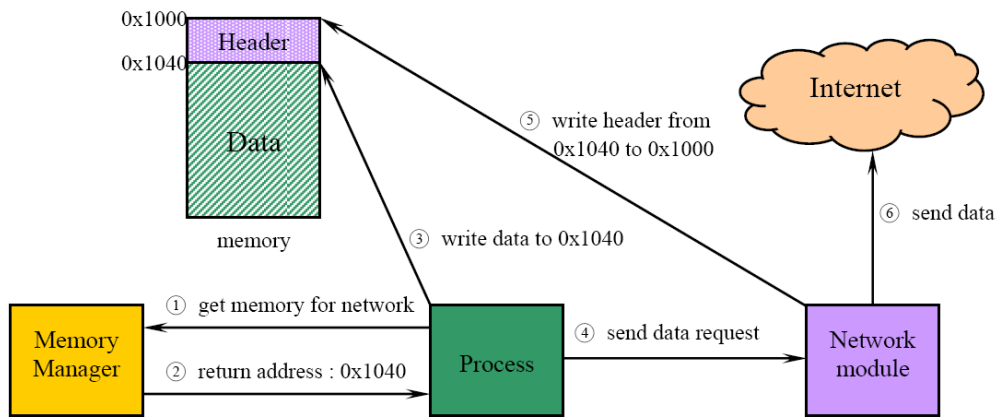 0x1000
Header
0x1040
Data
memory
Internet
⑤ write header from
0x1040 to 0x1000
⑥ send data
③ write data to 0x1040
① get memory for network
② return address : 0x1040
④ send data request
Memory
Manager
Process
Network
module